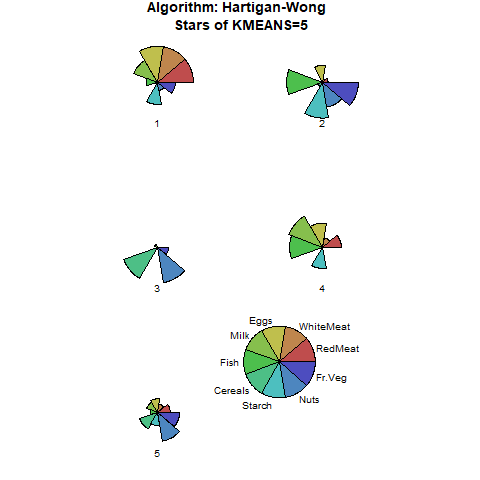 Algorithm: Hartigan-Wong
Stars of KMEANS=5
1
2
3
4
Eggs
WhiteMeat
Milk
RedMeat
Fish
Fr.Veg
Cereals
Nuts
Starch
5